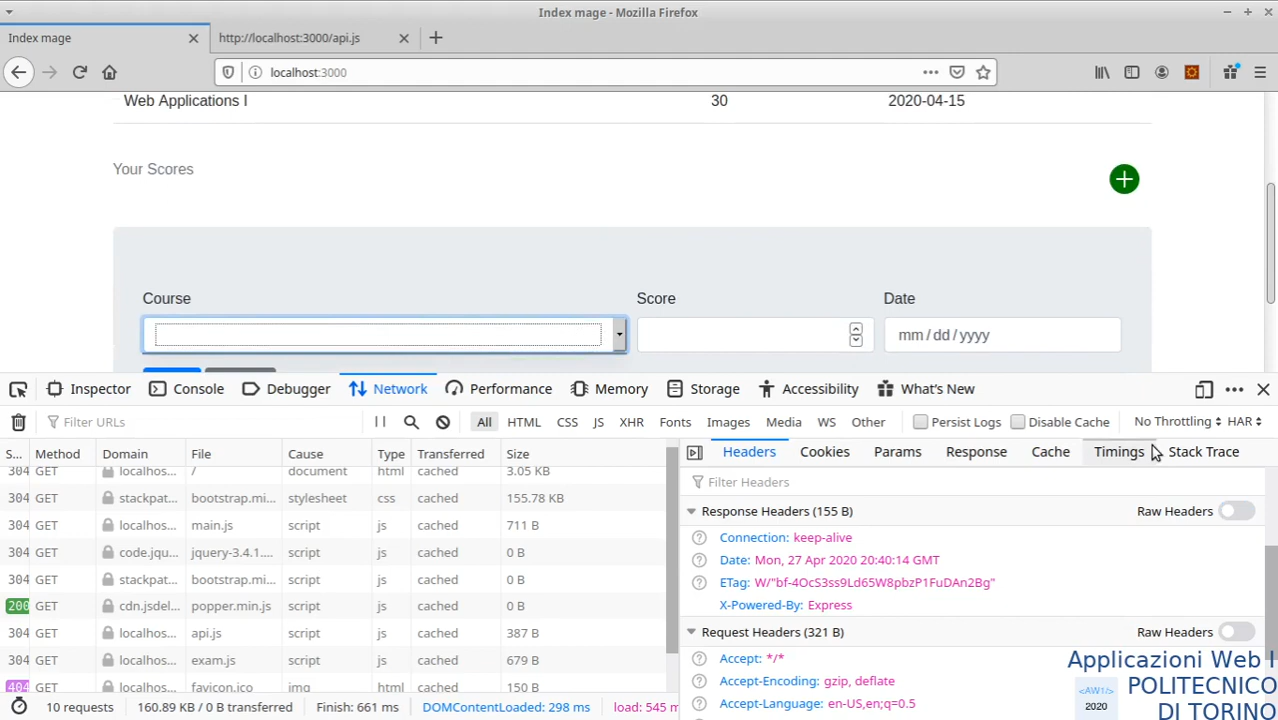 Index mage - Mozilla Firefox
Index mage
http://localhost:3000/api.js
localhost:3000
Web Applications I 30 2020-04-15
Your Scores
Course Score Date
mm / dd / yyyy
Inspector Console Debugger Network Performance Memory Storage Accessibility What's New
Filter URLs All HTML CSS JS XHR Fonts Images Media WS Other Persist Logs Disable Cache No Throttling HAR
S... Method Domain File Cause Type Transferred Size
304 GET localhos... / document html cached 3.05 KB
304 GET stackpat... bootstrap.mi... stylesheet css cached 155.78 KB
304 GET localhos... main.js script js cached 711 B
304 GET code.jqu... jquery-3.4.1.... script js cached 0 B
304 GET stackpat... bootstrap.mi... script js cached 0 B
200 GET cdn.jsdel... popper.min.js script js cached 0 B
304 GET localhos... api.js script js cached 387 B
304 GET localhos... exam.js script js cached 679 B
404 GET localhos... favicon.ico img html cached 150 B
10 requests 160.89 KB / 0 B transferred Finish: 661 ms DOMContentLoaded: 298 ms load: 545 m
Headers Cookies Params Response Cache Timings Stack Trace
Filter Headers
Response Headers (155 B) Raw Headers
Connection: keep-alive
Date: Mon, 27 Apr 2020 20:40:14 GMT
ETag: W/"bf-4OcS3ss9Ld65W8pbzP1FuDAn2Bg"
X-Powered-By: Express
Request Headers (321 B) Raw Headers
Accept: */*
Accept-Encoding: gzip, deflate
Accept-Language: en-US,en;q=0.5
Applicazioni Web I
POLITECNICO
DI TORINO
<AW1/>
2020